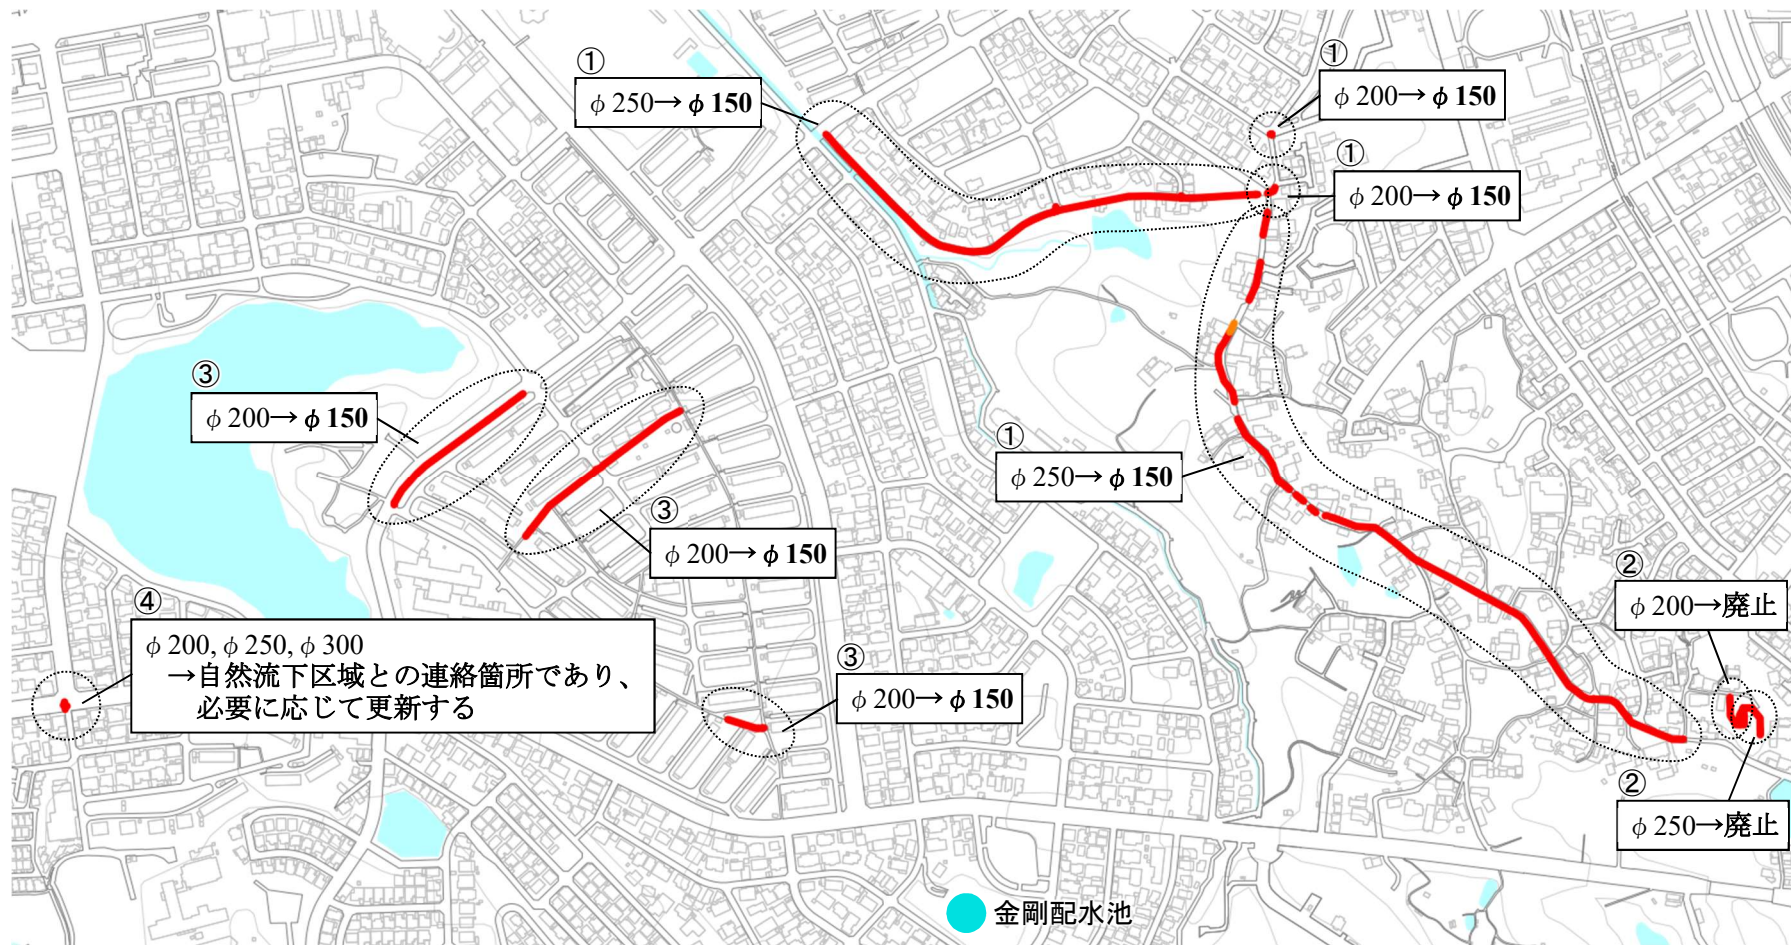 ①
φ 250→φ 150
①
φ 200→φ 150
①
φ 200→φ 150
③
φ 200→φ 150
①
φ 250→φ 150
③
φ 200→φ 150
②
φ 200→廃止
④
φ 200, φ 250, φ 300
→自然流下区域との連絡箇所であり、
必要に応じて更新する
③
φ 200→φ 150
②
φ 250→廃止
金剛配水池